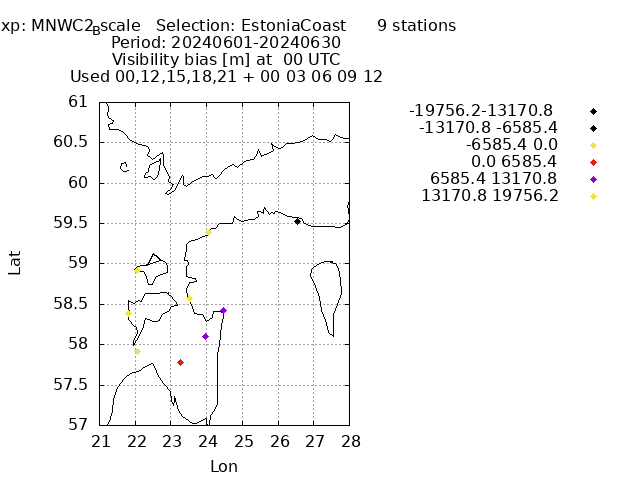 xp: MNWC2Bscale Selection: EstoniaCoast 9 stations
Period: 20240601-20240630
Visibility bias [m] at 00 UTC
Used 00,12,15,18,21 + 00 03 06 09 12
-19756.2-13170.8
-13170.8 -6585.4
-6585.4 0.0
0.0 6585.4
6585.4 13170.8
13170.8 19756.2
61
60.5
60
59.5
59
58.5
58
57.5
57
Lat
21 22 23 24 25 26 27 28
Lon